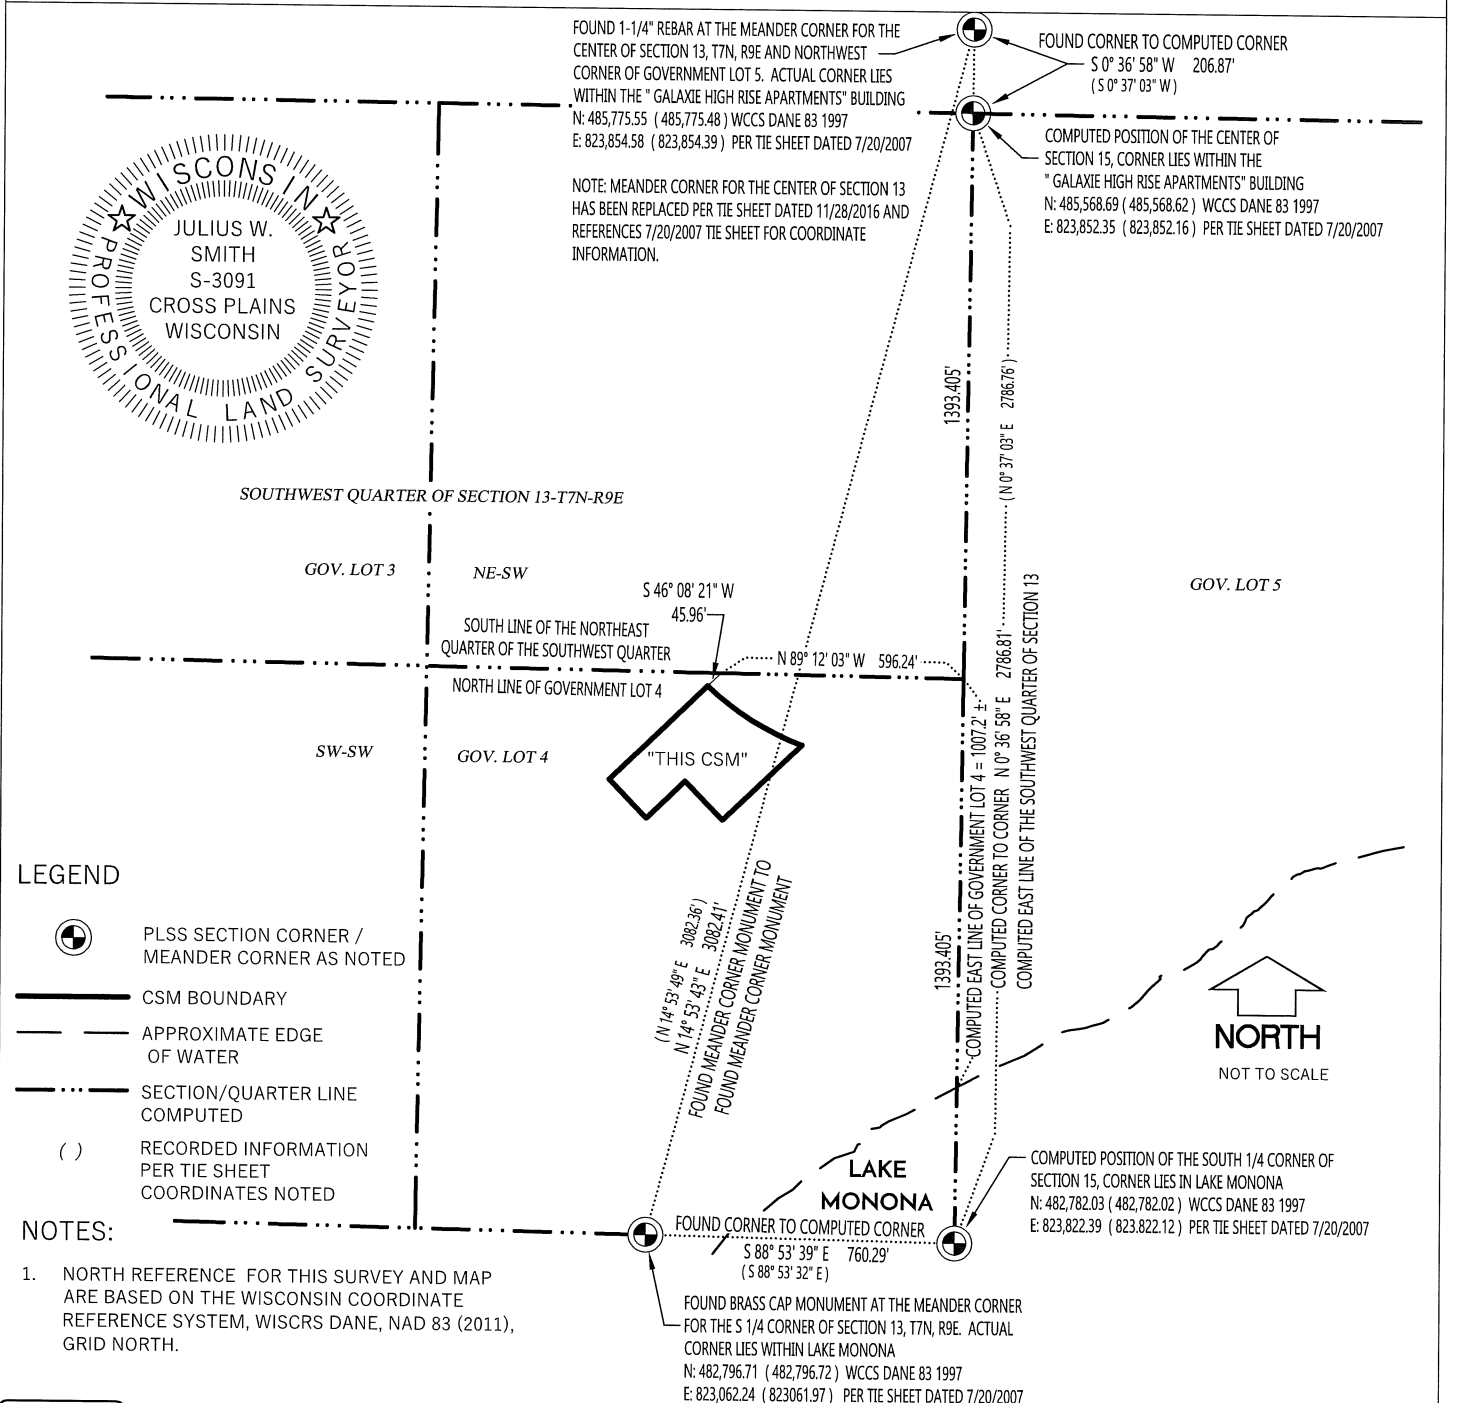 FOUND 1-1/4" REBAR AT THE MEANDER CORNER FOR THE
CENTER OF SECTION 13, T7N, R9E AND NORTHWEST
CORNER OF GOVERNMENT LOT 5. ACTUAL CORNER LIES
WITHIN THE " GALAXIE HIGH RISE APARTMENTS" BUILDING
N: 485,775.55 ( 485,775.48 ) WCCS DANE 83 1997
E: 823,854.58 ( 823,854.39 ) PER TIE SHEET DATED 7/20/2007
NOTE: MEANDER CORNER FOR THE CENTER OF SECTION 13
HAS BEEN REPLACED PER TIE SHEET DATED 11/28/2016 AND
REFERENCES 7/20/2007 TIE SHEET FOR COORDINATE
INFORMATION.
FOUND CORNER TO COMPUTED CORNER
S 0° 36' 58" W 206.87'
( S 0° 37' 03" W )
COMPUTED POSITION OF THE CENTER OF
SECTION 15, CORNER LIES WITHIN THE
" GALAXIE HIGH RISE APARTMENTS" BUILDING
N: 485,568.69 ( 485,568.62 ) WCCS DANE 83 1997
E: 823,852.35 ( 823,852.16 ) PER TIE SHEET DATED 7/20/2007
WISCONSIN
JULIUS W.
SMITH
S-3091
CROSS PLAINS
WISCONSIN
PROFESSIONAL LAND SURVEYOR
1393.405'
( N 0° 37' 03" E 2786.76' )
SOUTHWEST QUARTER OF SECTION 13-T7N-R9E
GOV. LOT 3
NE-SW
GOV. LOT 5
S 46° 08' 21" W
45.96'
SOUTH LINE OF THE NORTHEAST
QUARTER OF THE SOUTHWEST QUARTER
N 89° 12' 03" W 596.24'
NORTH LINE OF GOVERNMENT LOT 4
SW-SW
GOV. LOT 4
"THIS CSM"
1393.405'
COMPUTED EAST LINE OF GOVERNMENT LOT 4 = 1007.2' ±
COMPUTED CORNER TO CORNER N 0° 36' 58" E 2786.81'
COMPUTED EAST LINE OF THE SOUTHWEST QUARTER OF SECTION 13
( N 14° 53' 49" E 3082.36' )
N 14° 53' 43" E 3082.41'
FOUND MEANDER CORNER MONUMENT TO
FOUND MEANDER CORNER MONUMENT
LEGEND
PLSS SECTION CORNER /
MEANDER CORNER AS NOTED
CSM BOUNDARY
APPROXIMATE EDGE
OF WATER
SECTION/QUARTER LINE
COMPUTED
( ) RECORDED INFORMATION
PER TIE SHEET
COORDINATES NOTED
NORTH
NOT TO SCALE
LAKE
MONONA
COMPUTED POSITION OF THE SOUTH 1/4 CORNER OF
SECTION 15, CORNER LIES IN LAKE MONONA
N: 482,782.03 ( 482,782.02 ) WCCS DANE 83 1997
E: 823,822.39 ( 823.822.12 ) PER TIE SHEET DATED 7/20/2007
FOUND CORNER TO COMPUTED CORNER
S 88° 53' 39" E 760.29'
( S 88° 53' 32" E )
FOUND BRASS CAP MONUMENT AT THE MEANDER CORNER
FOR THE S 1/4 CORNER OF SECTION 13, T7N, R9E. ACTUAL
CORNER LIES WITHIN LAKE MONONA
N: 482,796.71 ( 482,796.72 ) WCCS DANE 83 1997
E: 823,062.24 ( 823061.97 ) PER TIE SHEET DATED 7/20/2007
NOTES:
1. NORTH REFERENCE FOR THIS SURVEY AND MAP
ARE BASED ON THE WISCONSIN COORDINATE
REFERENCE SYSTEM, WISCRS DANE, NAD 83 (2011),
GRID NORTH.